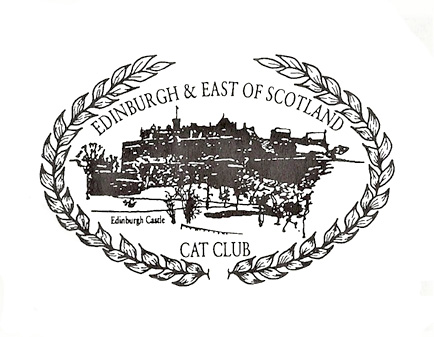 EDINBURGH & EAST OF SCOTLAND
Edinburgh Castle
CAT CLUB